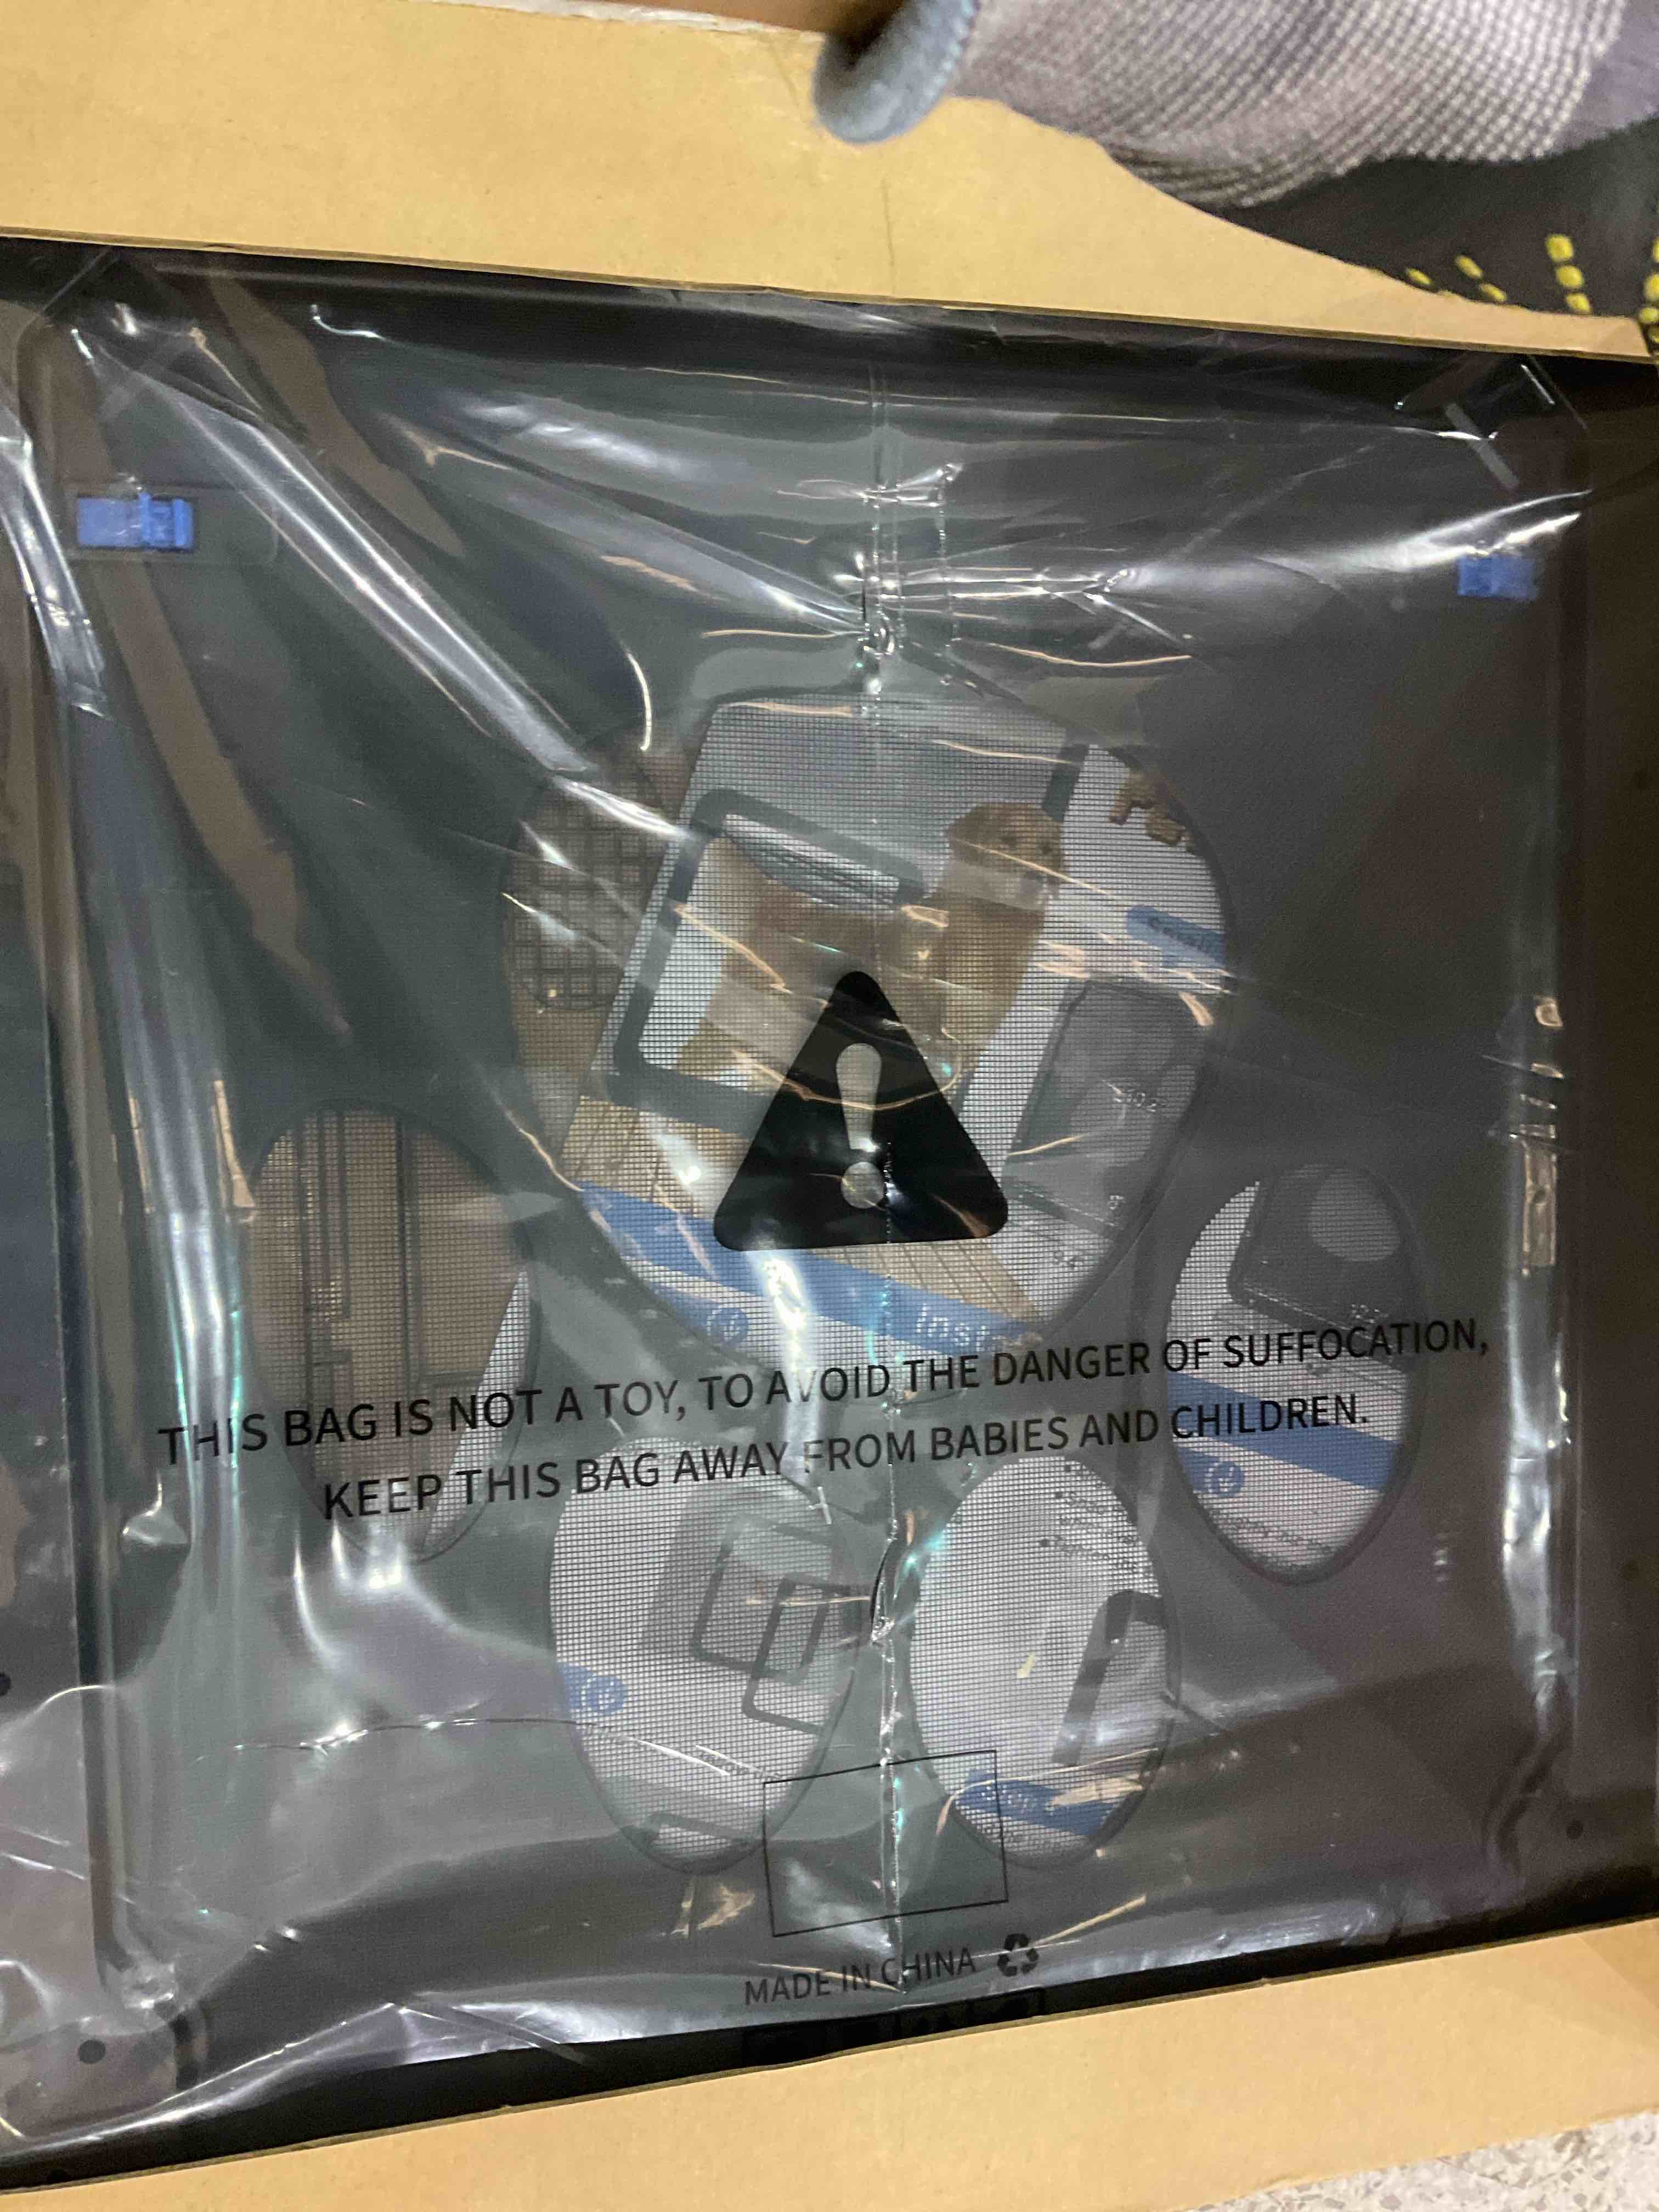 THIS BAG IS NOT A TOY, TO AVOID THE DANGER OF SUFFOCATION,
KEEP THIS BAG AWAY FROM BABIES AND CHILDREN.
MADE IN CHINA